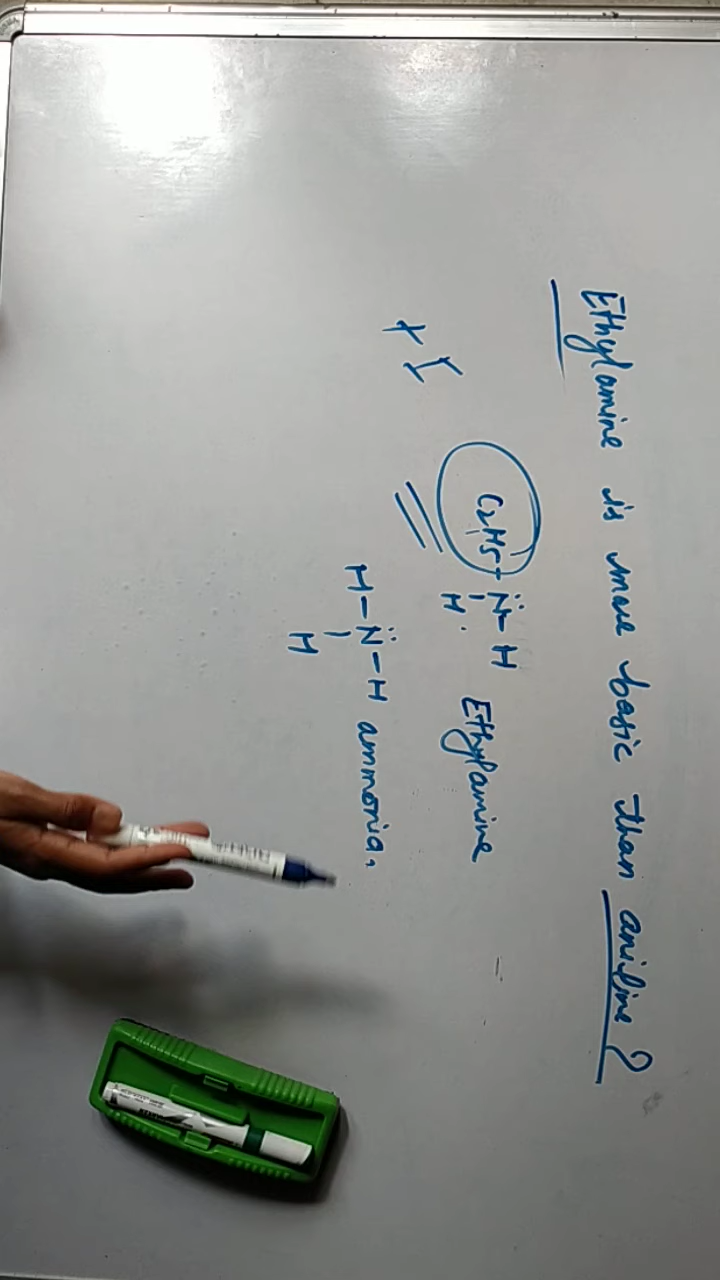 Ethylamine is more basic than aniline?
+I
C2H5-N̈-H Ethylamine
H
H-N̈-H ammonia,
H